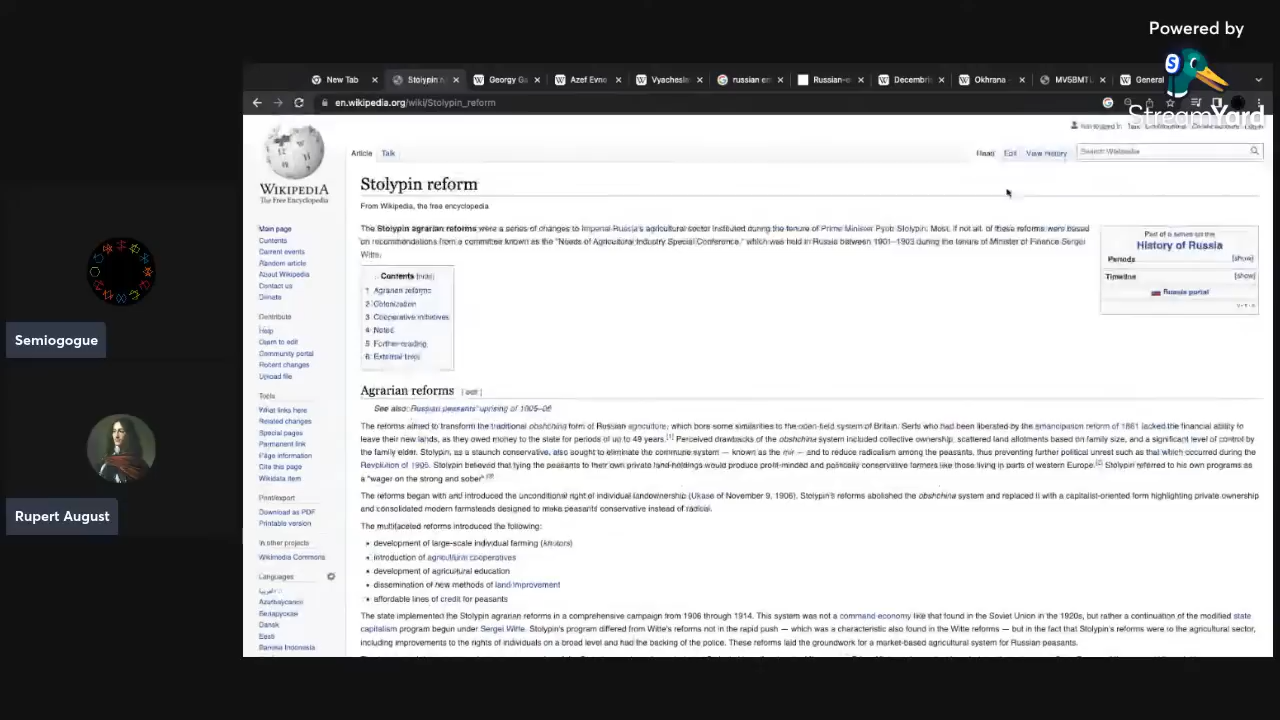 Powered by
StreamYard
New Tab
Stolypin r
Georgy Ga
Azef Evno
Vyachesla
russian em
Russian-
Decembri
Okhrana -
MV5BMT
General
en.wikipedia.org/wiki/Stolypin_reform
WIKIPEDIA
The Free Encyclopedia
Article
Talk
Read
Edit
View history
Search Wikipedia
Stolypin reform
From Wikipedia, the free encyclopedia
The Stolypin agrarian reforms were a series of changes to Imperial Russia's agricultural sector instituted during the tenure of Prime Minister Pyotr Stolypin. Most, if not all, of these reforms were based
on recommendations from a committee known as the "Needs of Agricultural Industry Special Conference," which was held in Russia between 1901–1903 during the tenure of Minister of Finance Sergei
Witte.
Part of a series on the
History of Russia
Periods [show]
Timeline [show]
Russia portal
V·T·E
Contents [hide]
1 Agrarian reforms
2 Colonization
3 Cooperative initiatives
4 Notes
5 Further reading
6 External links
Agrarian reforms [edit]
See also: Russian peasants' uprising of 1905–06
The reforms aimed to transform the traditional obshchina form of Russian agriculture, which bore some similarities to the open-field system of Britain. Serfs who had been liberated by the emancipation reform of 1861 lacked the financial ability to
leave their new lands, as they owed money to the state for periods of up to 49 years.[1] Perceived drawbacks of the obshchina system included collective ownership, scattered land allotments based on family size, and a significant level of control by
the family elder. Stolypin, as a staunch conservative, also sought to eliminate the commune system — known as the mir — and to reduce radicalism among the peasants, thus preventing further political unrest such as that which occurred during the
Revolution of 1905. Stolypin believed that tying the peasants to their own private land-holdings would produce profit-minded and politically conservative farmers like those living in parts of western Europe.[2] Stolypin referred to his own programs as
a "wager on the strong and sober".[3]
The reforms began with and introduced the unconditional right of individual landownership (Ukase of November 9, 1906). Stolypin's reforms abolished the obshchina system and replaced it with a capitalist-oriented form highlighting private ownership
and consolidated modern farmsteads designed to make peasants conservative instead of radical.
The multifaceted reforms introduced the following:
development of large-scale individual farming (khutors)
introduction of agricultural cooperatives
development of agricultural education
dissemination of new methods of land improvement
affordable lines of credit for peasants
The state implemented the Stolypin agrarian reforms in a comprehensive campaign from 1906 through 1914. This system was not a command economy like that found in the Soviet Union in the 1920s, but rather a continuation of the modified state
capitalism program begun under Sergei Witte. Stolypin's program differed from Witte's reforms not in the rapid push — which was a characteristic also found in the Witte reforms — but in the fact that Stolypin's reforms were to the agricultural sector,
including improvements to the rights of individuals on a broad level and had the backing of the police. These reforms laid the groundwork for a market-based agricultural system for Russian peasants.
Main page
Contents
Current events
Random article
About Wikipedia
Contact us
Donate
Contribute
Help
Learn to edit
Community portal
Recent changes
Upload file
Tools
What links here
Related changes
Special pages
Permanent link
Page information
Cite this page
Wikidata item
Print/export
Download as PDF
Printable version
In other projects
Wikimedia Commons
Languages
العربية
Azərbaycanca
Беларуская
Dansk
Eesti
Bahasa Indonesia
Semiogogue
Rupert August